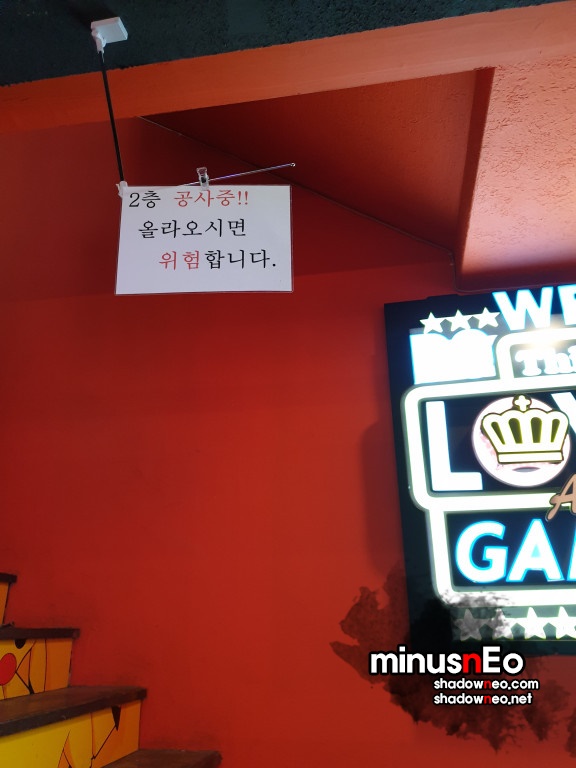 2층 공사중!!
올라오시면
위험합니다.
GA
minusnEo
shadowneo.com
shadowneo.net